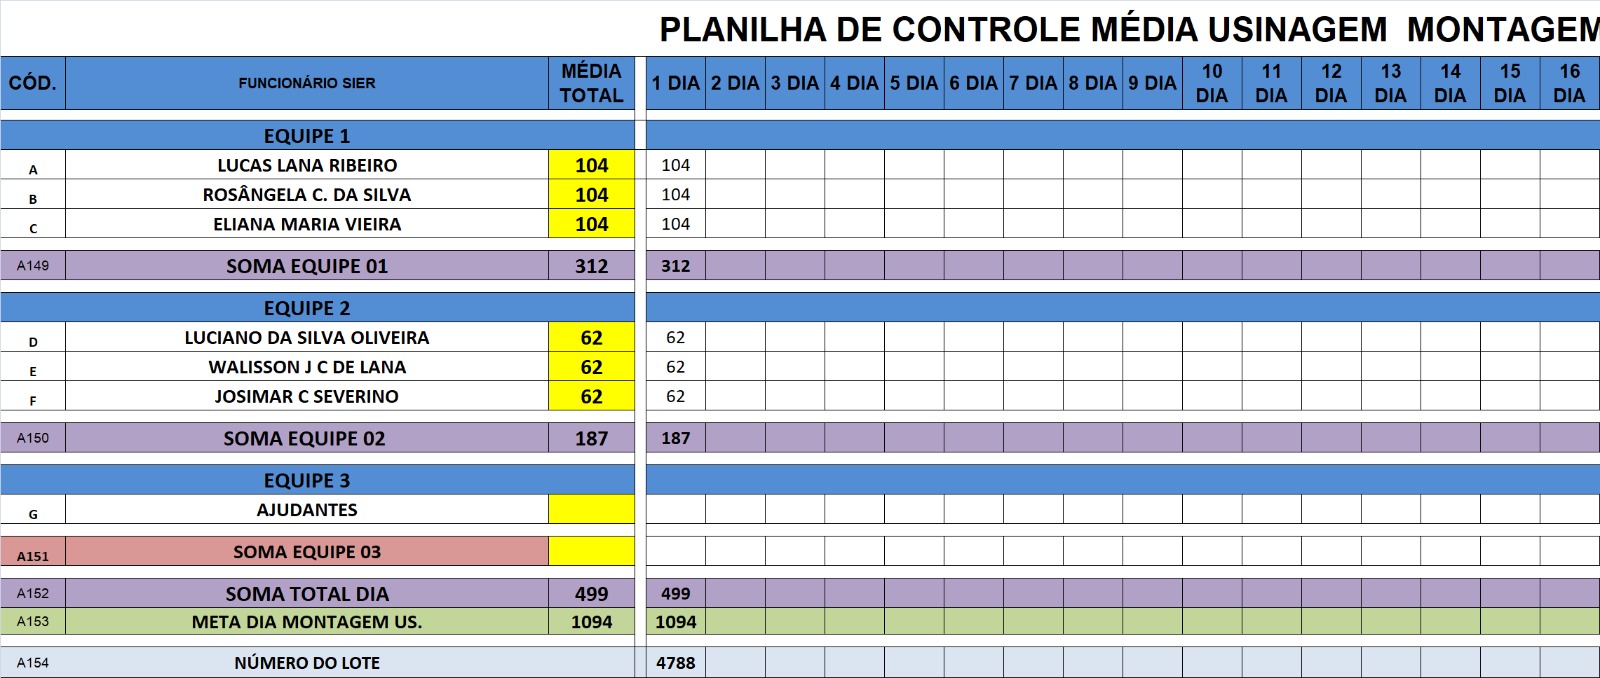 PLANILHA DE CONTROLE MÉDIA USINAGEM  MONTAGEM
CÓD. FUNCIONÁRIO SIER MÉDIA TOTAL 1 DIA 2 DIA 3 DIA 4 DIA 5 DIA 6 DIA 7 DIA 8 DIA 9 DIA 10 DIA 11 DIA 12 DIA 13 DIA 14 DIA 15 DIA 16 DIA
EQUIPE 1
A LUCAS LANA RIBEIRO 104 104
B ROSÂNGELA C. DA SILVA 104 104
C ELIANA MARIA VIEIRA 104 104
A149 SOMA EQUIPE 01 312 312
EQUIPE 2
D LUCIANO DA SILVA OLIVEIRA 62 62
E WALISSON J C DE LANA 62 62
F JOSIMAR C SEVERINO 62 62
A150 SOMA EQUIPE 02 187 187
EQUIPE 3
G AJUDANTES
A151 SOMA EQUIPE 03
A152 SOMA TOTAL DIA 499 499
A153 META DIA MONTAGEM US. 1094 1094
A154 NÚMERO DO LOTE 4788